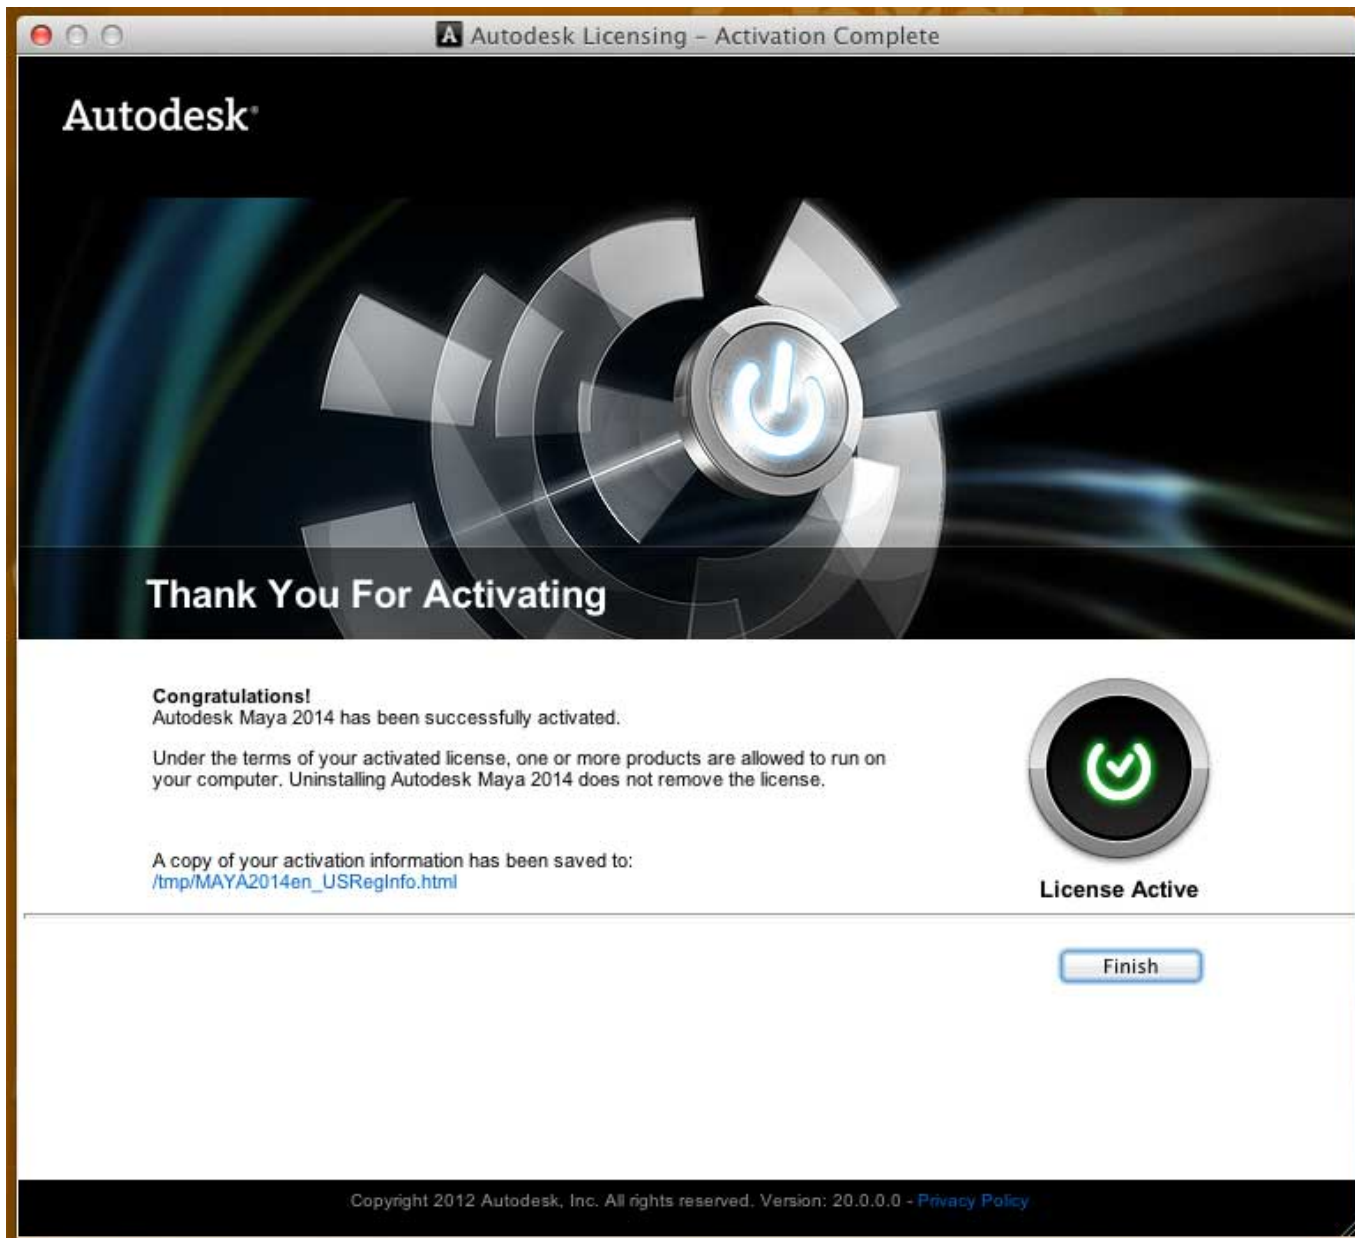 Autodesk Licensing – Activation Complete
Autodesk®
Thank You For Activating
Congratulations!
Autodesk Maya 2014 has been successfully activated.
Under the terms of your activated license, one or more products are allowed to run on
your computer. Uninstalling Autodesk Maya 2014 does not remove the license.
A copy of your activation information has been saved to:
/tmp/MAYA2014en_USRegInfo.html
License Active
Finish
Copyright 2012 Autodesk, Inc. All rights reserved. Version: 20.0.0.0 - Privacy Policy